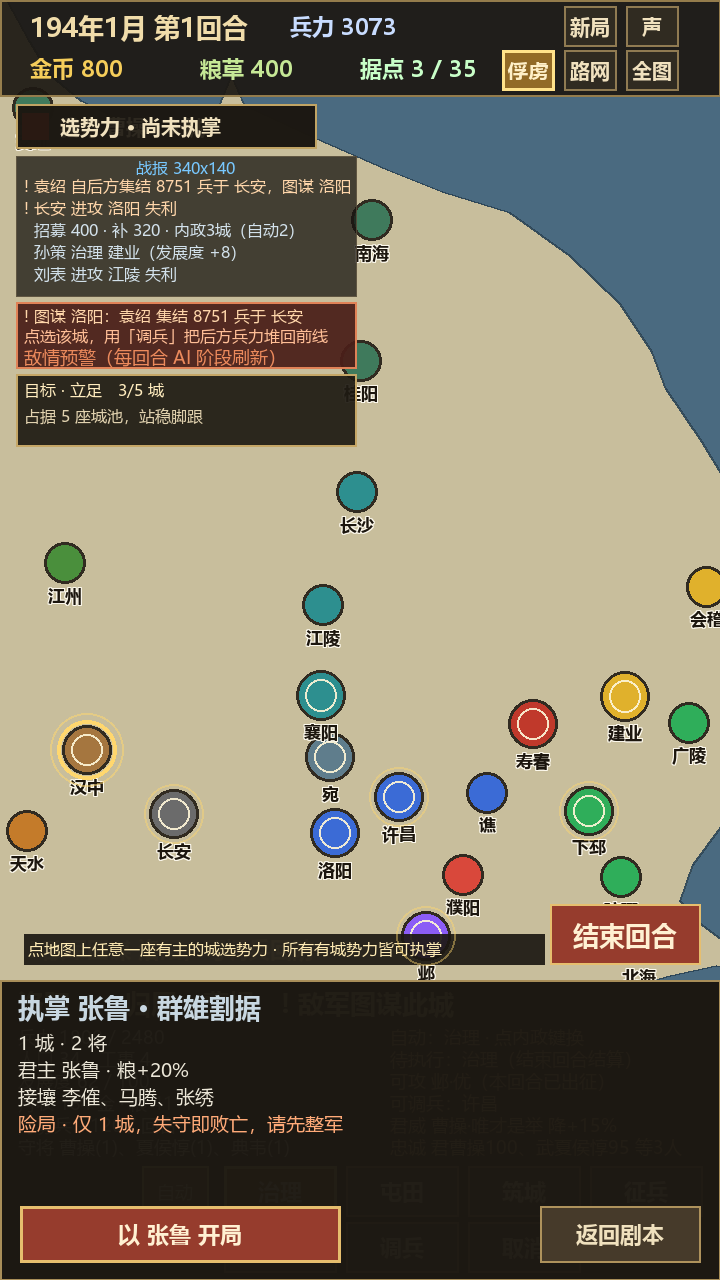 194年1月 第1回合
兵力 3073
新局
声
金币 800
粮草 400
据点 3 / 35
俘虏
路网
全图
选势力 • 尚未执掌
战报 340x140
! 袁绍 自后方集结 8751 兵于 长安，图谋 洛阳
! 长安 进攻 洛阳 失利
招募 400 · 补 320 · 内政3城（自动2）
孙策 治理 建业（发展度 +8）
刘表 进攻 江陵 失利
! 图谋 洛阳：袁绍 集结 8751 兵于 长安
点选该城，用「调兵」把后方兵力堆回前线
敌情预警（每回合 AI 阶段刷新）
目标 · 立足 3/5 城
占据 5 座城池，站稳脚跟
南海
桂阳
长沙
江州
江陵
会稽
襄阳
建业
广陵
寿春
宛
汉中
谯
许昌
下邳
长安
洛阳
天水
濮阳
点地图上任意一座有主的城选势力 · 所有有城势力皆可执掌
结束回合
邺
北海
执掌 张鲁 • 群雄割据
1 城 · 2 将
君主 张鲁 · 粮+20%
接壤 李傕、马腾、张绣
险局 · 仅 1 城，失守即败亡，请先整军
以 张鲁 开局
返回剧本